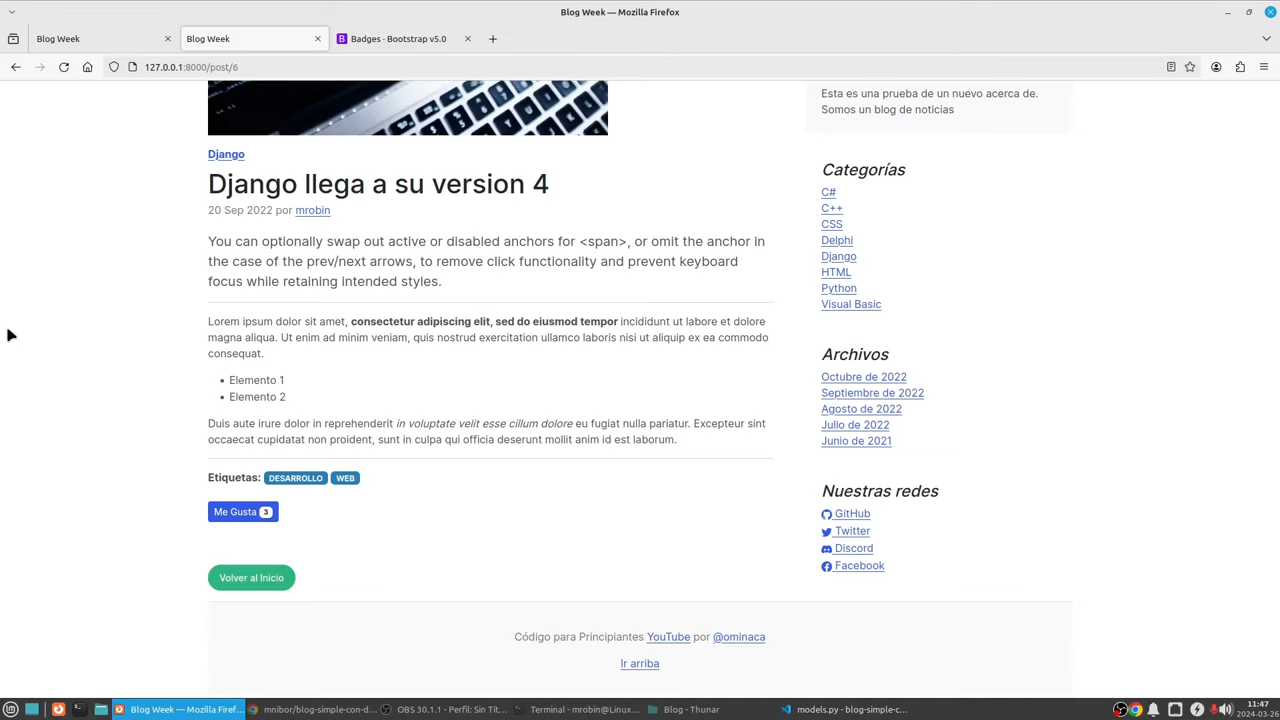 Blog Week — Mozilla Firefox
Blog Week
Blog Week
Badges · Bootstrap v5.0
127.0.0.1:8000/post/6
Django
Django llega a su version 4
20 Sep 2022 por mrobin
You can optionally swap out active or disabled anchors for <span>, or omit the anchor in
the case of the prev/next arrows, to remove click functionality and prevent keyboard
focus while retaining intended styles.
Lorem ipsum dolor sit amet, consectetur adipiscing elit, sed do eiusmod tempor incididunt ut labore et dolore
magna aliqua. Ut enim ad minim veniam, quis nostrud exercitation ullamco laboris nisi ut aliquip ex ea commodo
consequat.
• Elemento 1
• Elemento 2
Duis aute irure dolor in reprehenderit in voluptate velit esse cillum dolore eu fugiat nulla pariatur. Excepteur sint
occaecat cupidatat non proident, sunt in culpa qui officia deserunt mollit anim id est laborum.
Etiquetas: DESARROLLO WEB
Me Gusta 3
Volver al Inicio
Esta es una prueba de un nuevo acerca de.
Somos un blog de noticias
Categorías
C#
C++
CSS
Delphi
Django
HTML
Python
Visual Basic
Archivos
Octubre de 2022
Septiembre de 2022
Agosto de 2022
Julio de 2022
Junio de 2021
Nuestras redes
GitHub
Twitter
Discord
Facebook
Código para Principiantes YouTube por @ominaca
Ir arriba
Blog Week — Mozilla Firef...
mnibor/blog-simple-con-d...
OBS 30.1.1 - Perfil: Sin Tít...
Terminal - mrobin@Linux...
Blog - Thunar
models.py - blog-simple-c...
11:47
2024-03-26